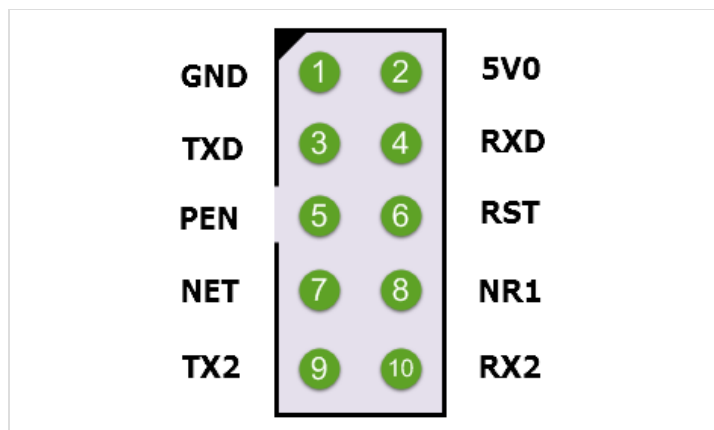 GND 1 2 5V0
TXD 3 4 RXD
PEN 5 6 RST
NET 7 8 NR1
TX2 9 10 RX2